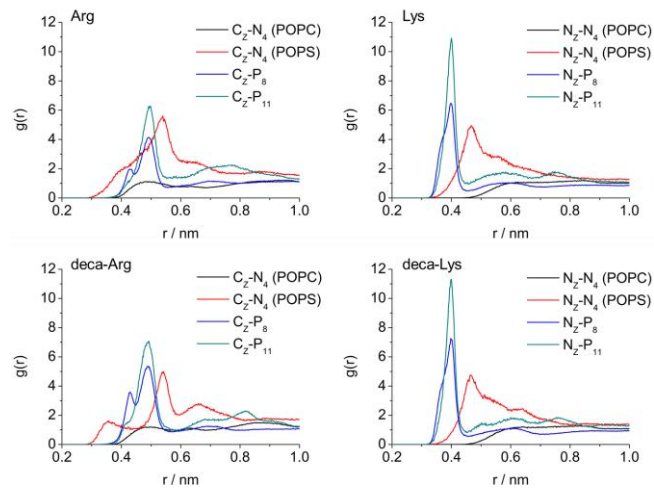 Arg
C_Z-N_4 (POPC)
C_Z-N_4 (POPS)
C_Z-P_8
C_Z-P_11
g(r)
12
10
8
6
4
2
0
0.2 0.4 0.6 0.8 1.0
r / nm
Lys
N_Z-N_4 (POPC)
N_Z-N_4 (POPS)
N_Z-P_8
N_Z-P_11
g(r)
12
10
8
6
4
2
0
0.2 0.4 0.6 0.8 1.0
r / nm
deca-Arg
C_Z-N_4 (POPC)
C_Z-N_4 (POPS)
C_Z-P_8
C_Z-P_11
g(r)
12
10
8
6
4
2
0
0.2 0.4 0.6 0.8 1.0
r / nm
deca-Lys
N_Z-N_4 (POPC)
N_Z-N_4 (POPS)
N_Z-P_8
N_Z-P_11
g(r)
12
10
8
6
4
2
0
0.2 0.4 0.6 0.8 1.0
r / nm